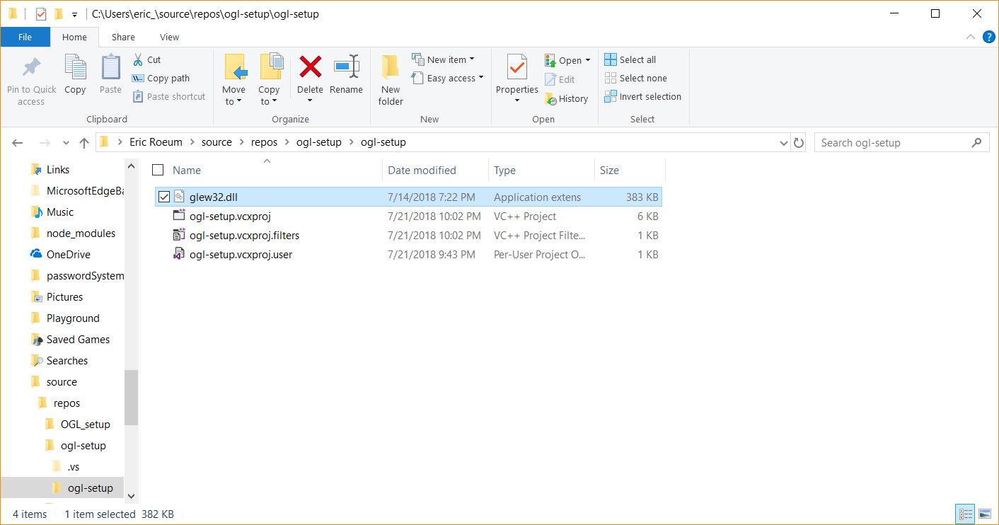 C:\Users\eric_\source\repos\ogl-setup\ogl-setup
File Home Share View
Pin to Quick access
Copy
Paste
Cut
Copy path
Paste shortcut
Clipboard
Move to
Copy to
Delete
Rename
Organize
New folder
New item
Easy access
New
Properties
Open
Edit
History
Open
Select all
Select none
Invert selection
Select
Eric Roeum source repos ogl-setup ogl-setup
Search ogl-setup
Links
MicrosoftEdgeBa
Music
node_modules
OneDrive
passwordSystem
Pictures
Playground
Saved Games
Searches
source
repos
OGL_setup
ogl-setup
.vs
ogl-setup
Name Date modified Type Size
glew32.dll 7/14/2018 7:22 PM Application extens 383 KB
ogl-setup.vcxproj 7/21/2018 10:02 PM VC++ Project 6 KB
ogl-setup.vcxproj.filters 7/21/2018 10:02 PM VC++ Project Filte... 1 KB
ogl-setup.vcxproj.user 7/21/2018 9:43 PM Per-User Project O... 1 KB
4 items 1 item selected 382 KB